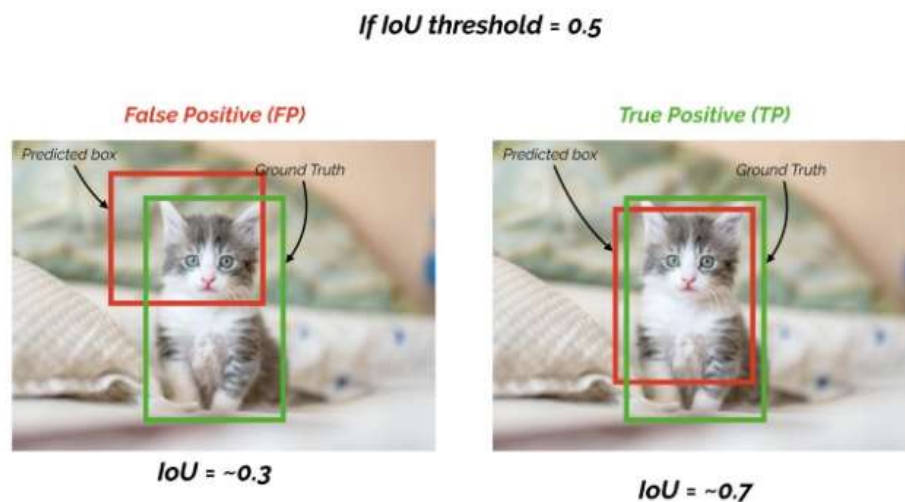 If IoU threshold = 0.5
False Positive (FP)
Predicted box
Ground Truth
IoU = ~0.3
True Positive (TP)
Predicted box
Ground Truth
IoU = ~0.7